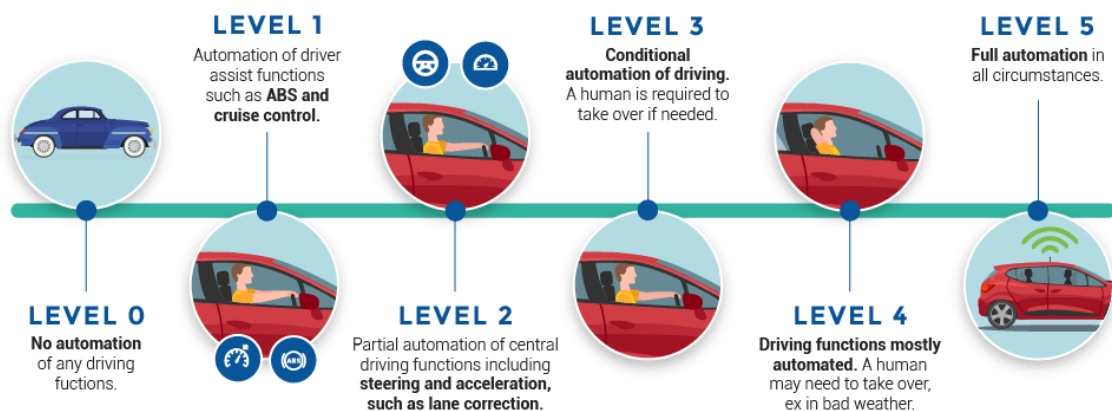 LEVEL 0
No automation
of any driving
fuctions.
LEVEL 1
Automation of driver
assist functions
such as ABS and
cruise control.
ABS
LEVEL 2
Partial automation of central
driving functions including
steering and acceleration,
such as lane correction.
LEVEL 3
Conditional
automation of driving.
A human is required to
take over if needed.
LEVEL 4
Driving functions mostly
automated. A human
may need to take over,
ex in bad weather.
LEVEL 5
Full automation in
all circumstances.